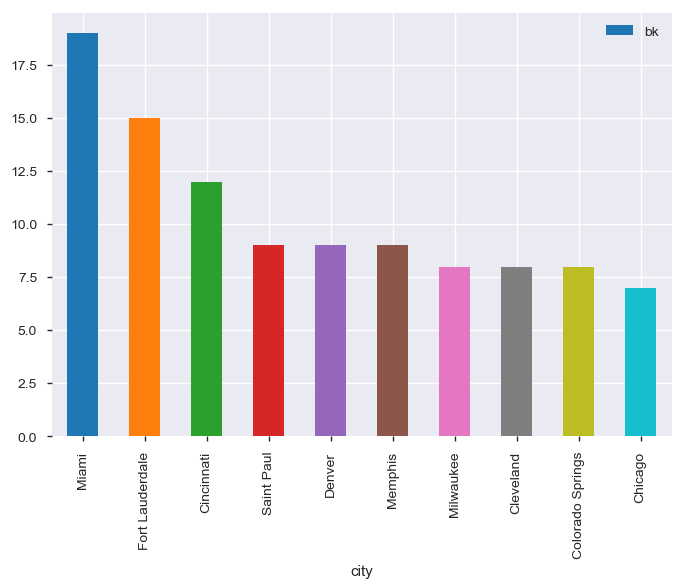 bk
17.5
15.0
12.5
10.0
7.5
5.0
2.5
0.0
Miami
Fort Lauderdale
Cincinnati
Saint Paul
Denver
Memphis
Milwaukee
Cleveland
Colorado Springs
Chicago
city